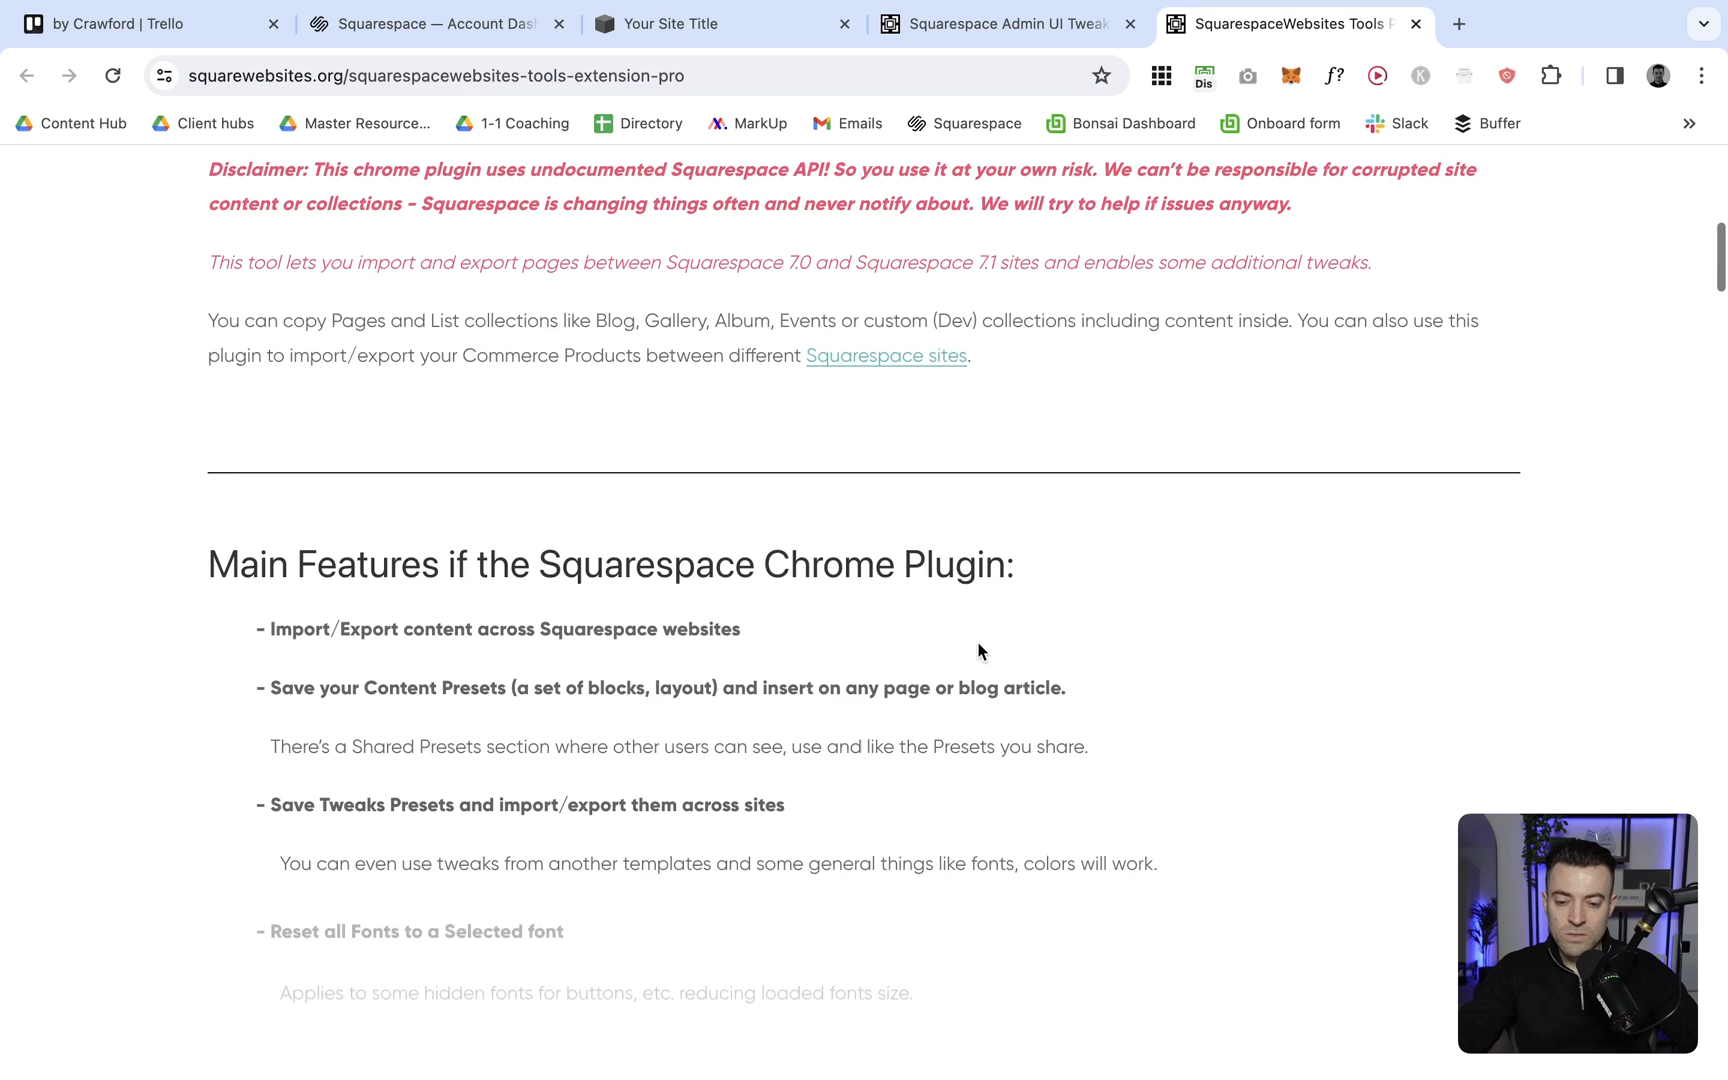 by Crawford | Trello
Squarespace — Account Das
Your Site Title
Squarespace Admin UI Tweak
SquarespaceWebsites Tools P
squarewebsites.org/squarespacewebsites-tools-extension-pro
Dis
f?
K
Content Hub
Client hubs
Master Resource...
1-1 Coaching
Directory
MarkUp
Emails
Squarespace
Bonsai Dashboard
Onboard form
Slack
Buffer
Disclaimer: This chrome plugin uses undocumented Squarespace API! So you use it at your own risk. We can't be responsible for corrupted site
content or collections - Squarespace is changing things often and never notify about. We will try to help if issues anyway.
This tool lets you import and export pages between Squarespace 7.0 and Squarespace 7.1 sites and enables some additional tweaks.
You can copy Pages and List collections like Blog, Gallery, Album, Events or custom (Dev) collections including content inside. You can also use this
plugin to import/export your Commerce Products between different Squarespace sites.
Main Features if the Squarespace Chrome Plugin:
- Import/Export content across Squarespace websites
- Save your Content Presets (a set of blocks, layout) and insert on any page or blog article.
There's a Shared Presets section where other users can see, use and like the Presets you share.
- Save Tweaks Presets and import/export them across sites
You can even use tweaks from another templates and some general things like fonts, colors will work.
- Reset all Fonts to a Selected font
Applies to some hidden fonts for buttons, etc. reducing loaded fonts size.